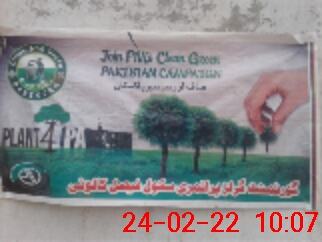 Join PM's Clean Green
PAKISTAN CAMPAIGN
صاف اور سرسبز پاکستان
PLANT4
گورنمنٹ گرلز پرائمری سکول فیصل کالونی
24-02-22 10:07